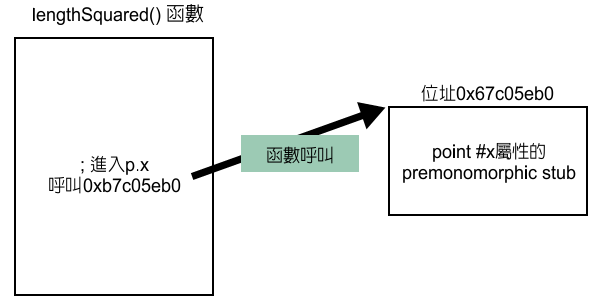 lengthSquared() 函數
; 進入p.x
呼叫0xb7c05eb0
函數呼叫
位址0x67c05eb0
point #x屬性的
premonomorphic stub